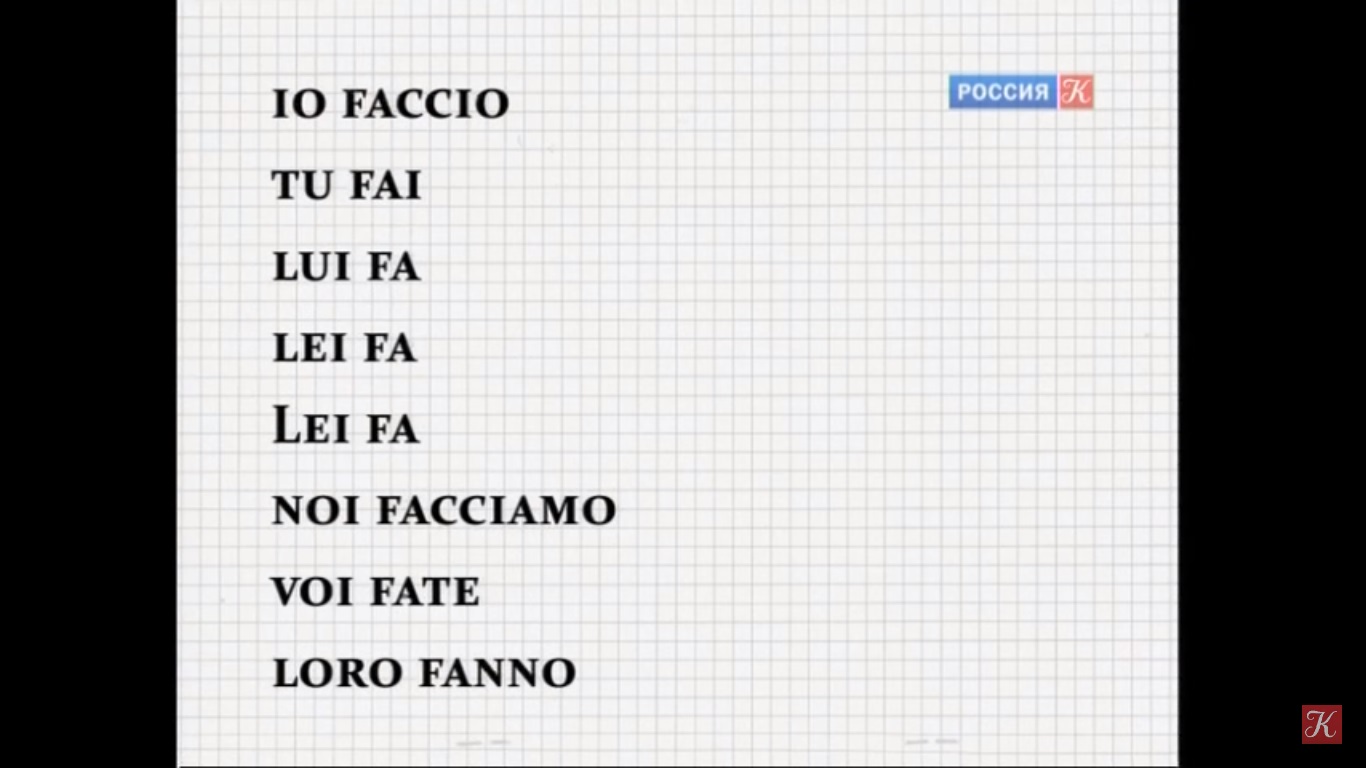 IO FACCIO
РОССИЯ K
TU FAI
LUI FA
LEI FA
LEI FA
NOI FACCIAMO
VOI FATE
LORO FANNO
K